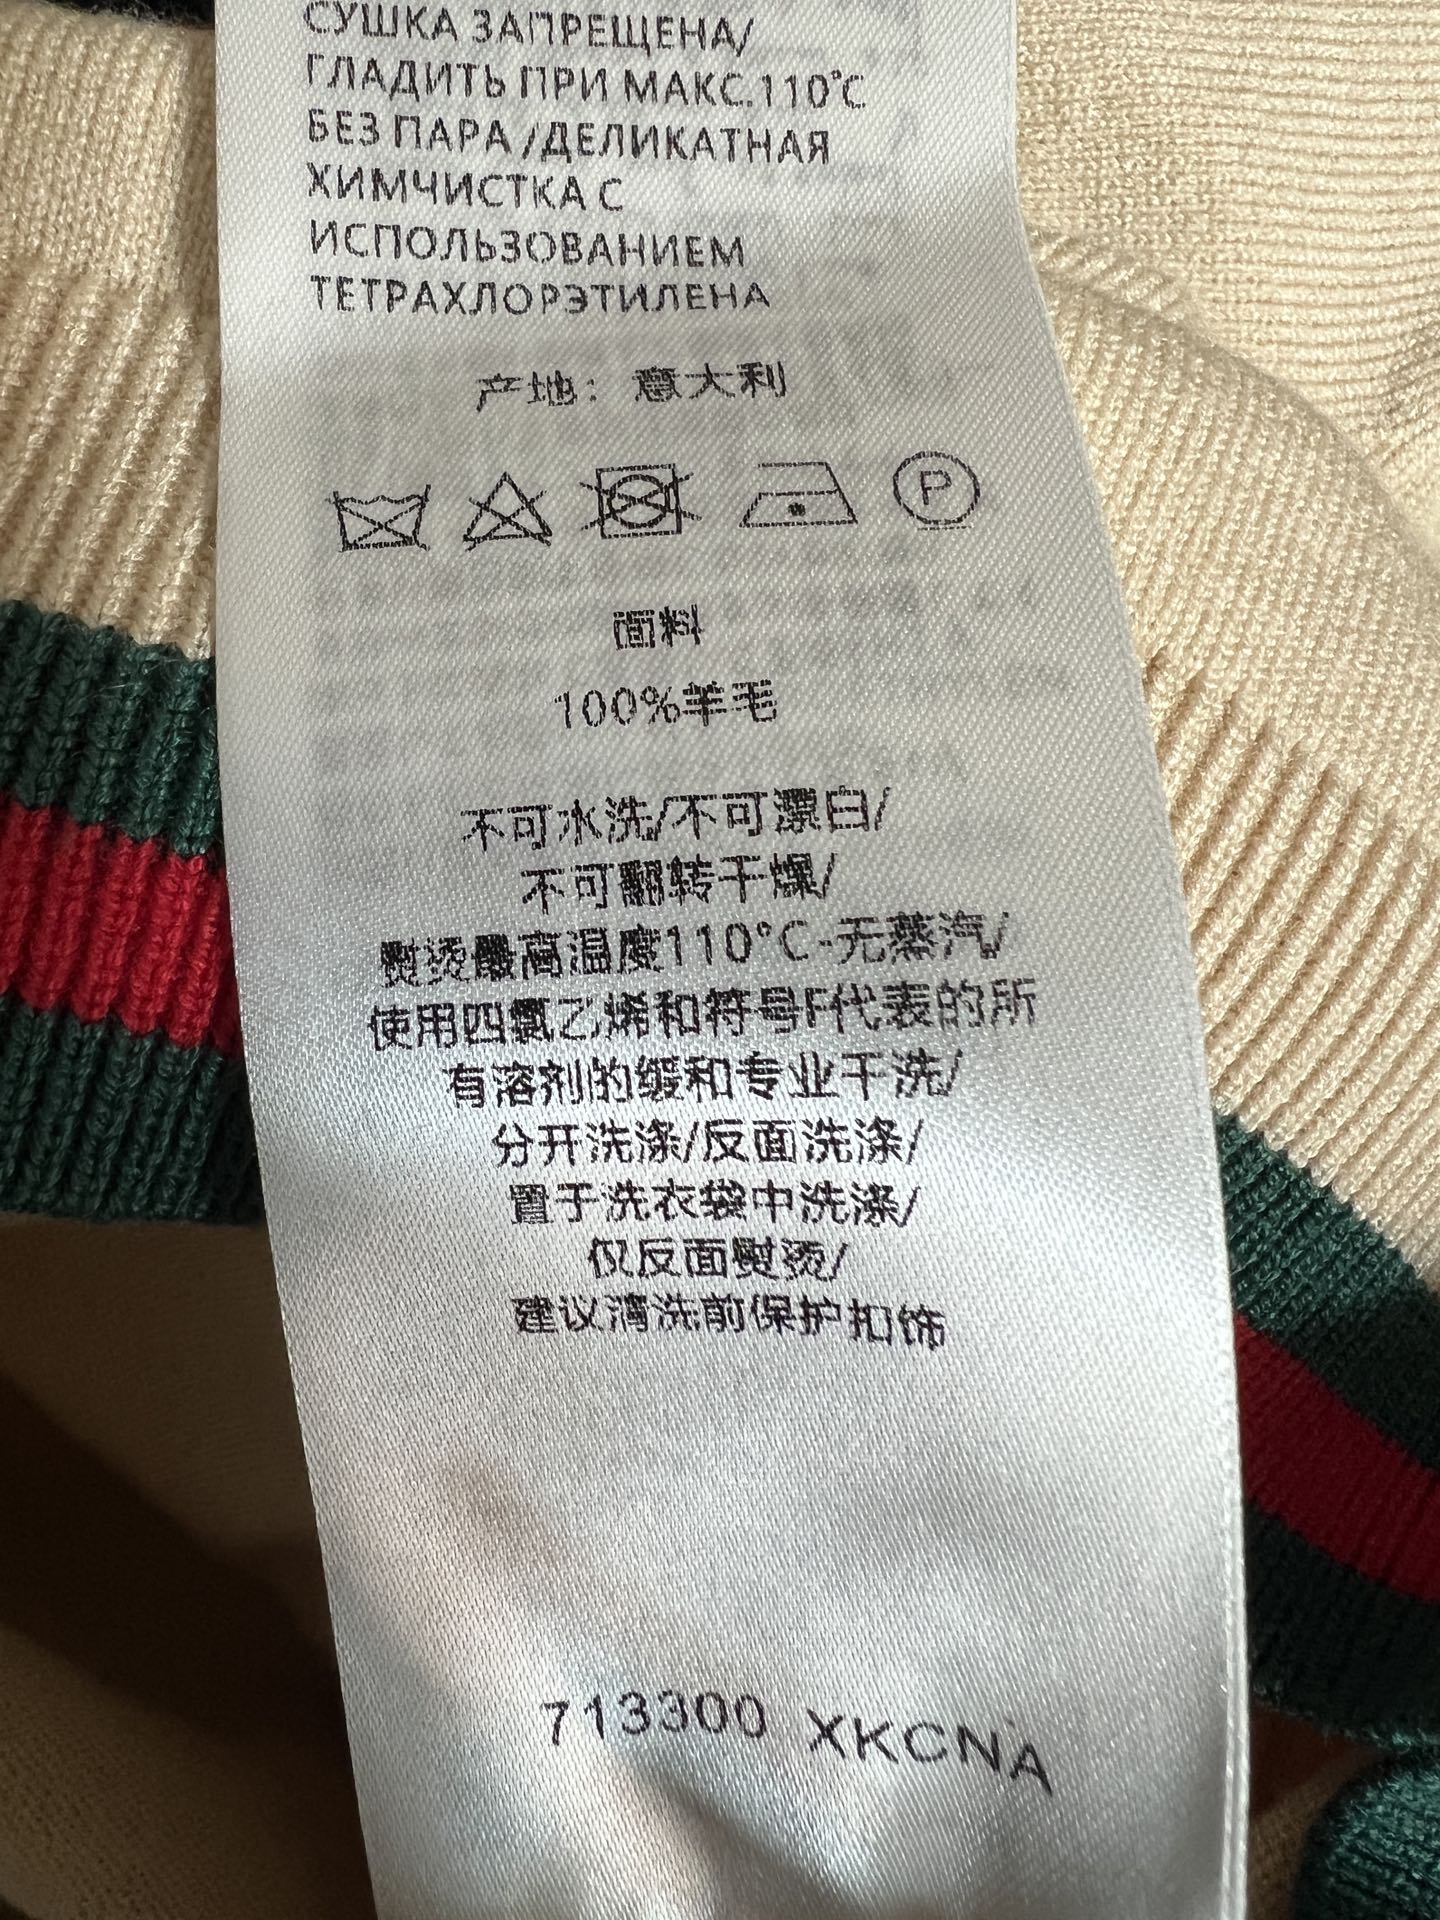 СУШКА ЗАПРЕЩЕНА/
ГЛАДИТЬ ПРИ МАКС.110°C
БЕЗ ПАРА /ДЕЛИКАТНАЯ
ХИМЧИСТКА С
ИСПОЛЬЗОВАНИЕМ
ТЕТРАХЛОРЭТИЛЕНА
产地：意大利
P
面料
100%羊毛
不可水洗/不可漂白/
不可翻转干燥/
熨烫最高温度110°C-无蒸汽/
使用四氯乙烯和符号F代表的所
有溶剂的缓和专业干洗/
分开洗涤/反面洗涤/
置于洗衣袋中洗涤/
仅反面熨烫/
建议清洗前保护扣饰
713300 XKCNA